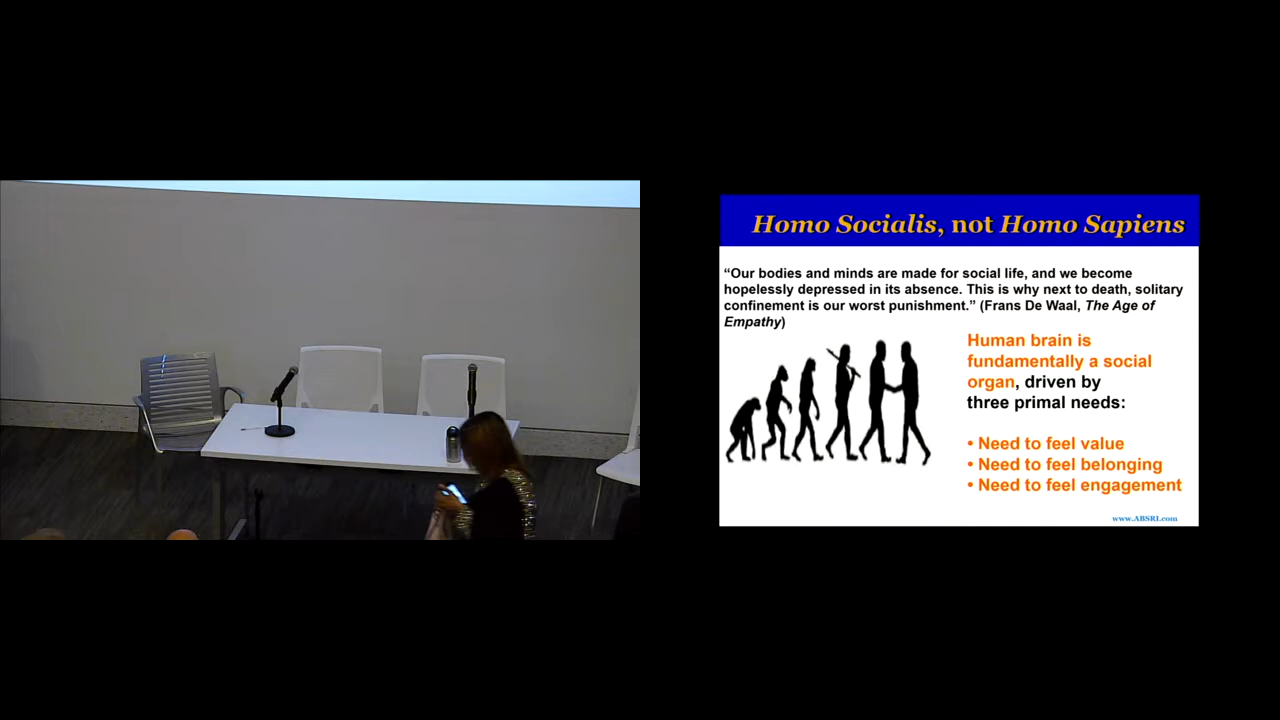 Homo Socialis, not Homo Sapiens
“Our bodies and minds are made for social life, and we become
hopelessly depressed in its absence. This is why next to death, solitary
confinement is our worst punishment.” (Frans De Waal, The Age of
Empathy)
Human brain is
fundamentally a social
organ, driven by
three primal needs:
• Need to feel value
• Need to feel belonging
• Need to feel engagement
www.ABSRI.com